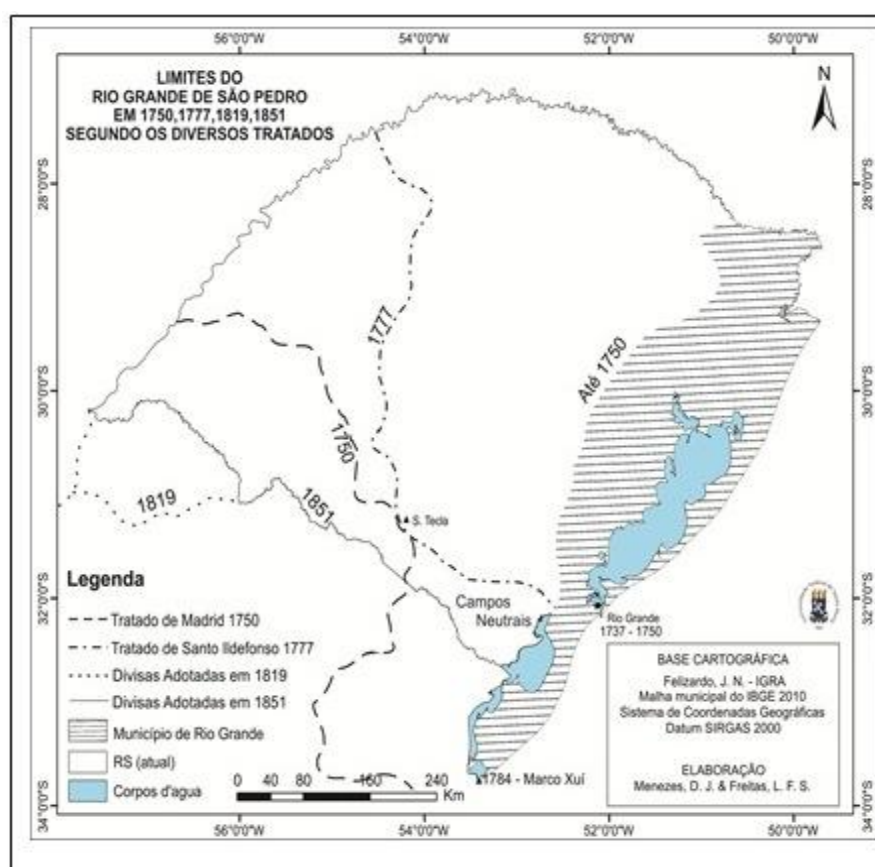 56°0'0"W
54°0'0"W
52°0'0"W
50°0'0"W
LIMITES DO
RIO GRANDE DE SÃO PEDRO
EM 1750,1777,1819,1851
SEGUNDO OS DIVERSOS TRATADOS
N
28°0'0"S
28°0'0"S
1777
Até 1750
30°0'0"S
30°0'0"S
1750
1819
1851
S. Tecla
Legenda
32°0'0"S
32°0'0"S
Campos
Neutrais
Rio Grande
1737 - 1750
Tratado de Madrid 1750
Tratado de Santo Ildefonso 1777
Divisas Adotadas em 1819
Divisas Adotadas em 1851
Município de Rio Grande
RS (atual)
Corpos d'agua
BASE CARTOGRÁFICA
Felizardo, J. N. - IGRA
Malha municipal do IBGE 2010
Sistema de Coordenadas Geográficas
Datum SIRGAS 2000
ELABORAÇÃO
Menezes, D. J. & Freitas, L. F. S.
1784 - Marco Xuí
0 40 80 160 240
Km
34°0'0"S
34°0'0"S
56°0'0"W
54°0'0"W
52°0'0"W
50°0'0"W